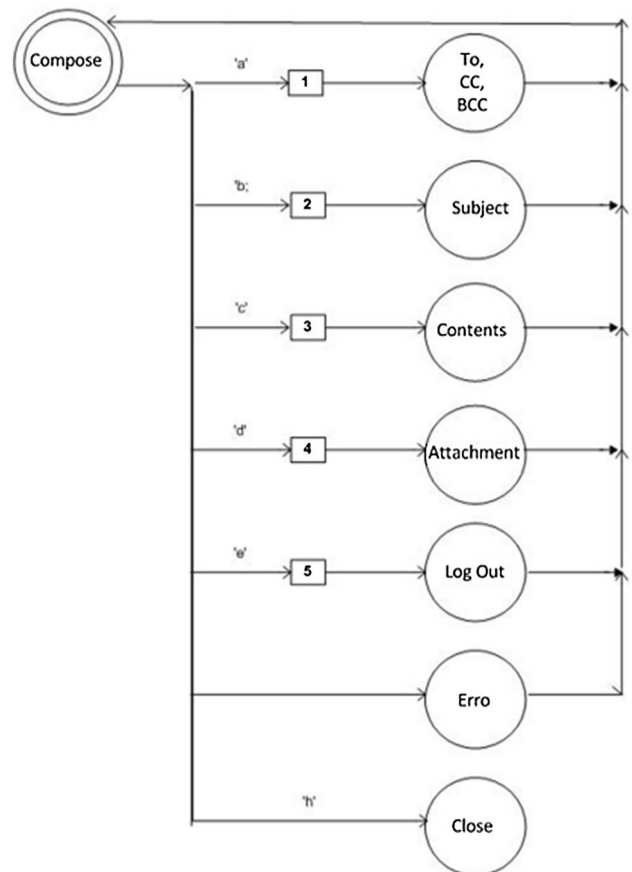 Compose
'a'
1
To,
CC,
BCC
'b;
2
Subject
'c'
3
Contents
'd'
4
Attachment
'e'
5
Log Out
Erro
'h'
Close